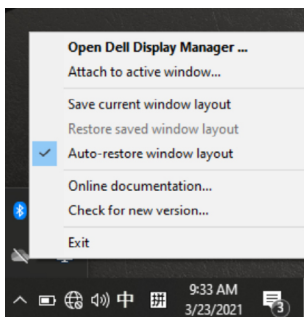 Open Dell Display Manager ...
Attach to active window...
Save current window layout
Restore saved window layout
Auto-restore window layout
Online documentation...
Check for new version...
Exit
中 拼 9:33 AM
3/23/2021 3